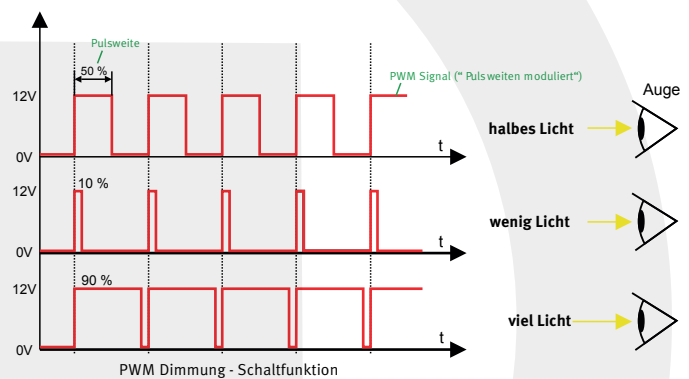 Pulsweite
50 %
PWM Signal (“ Pulsweiten moduliert“)
Auge
12V
halbes Licht
t
0V
12V
10 %
wenig Licht
t
0V
90 %
12V
viel Licht
t
0V
PWM Dimmung - Schaltfunktion